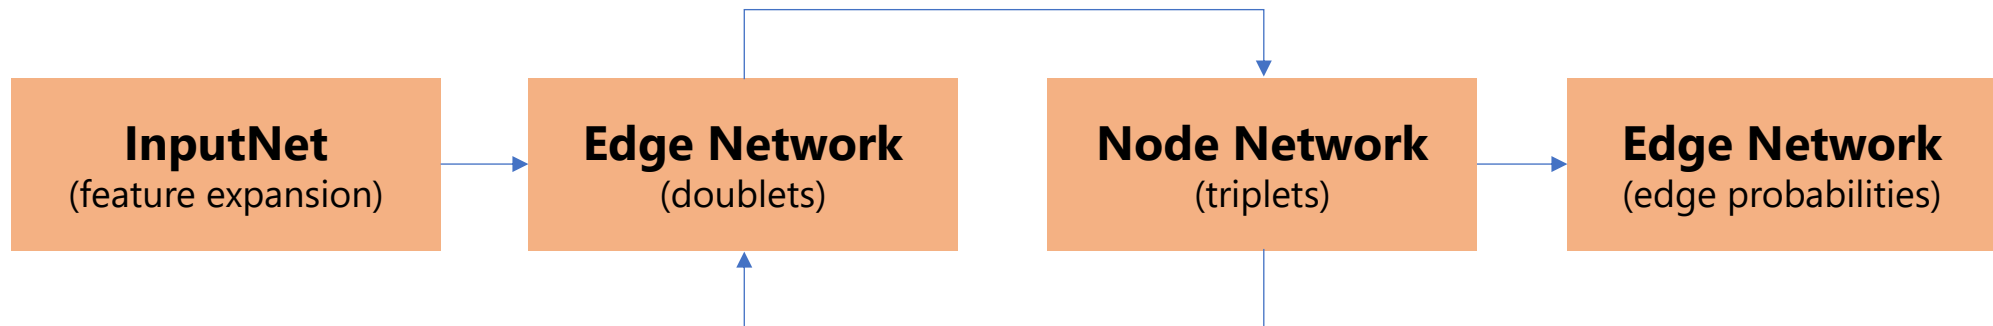 InputNet
(feature expansion)
Edge Network
(doublets)
Node Network
(triplets)
Edge Network
(edge probabilities)